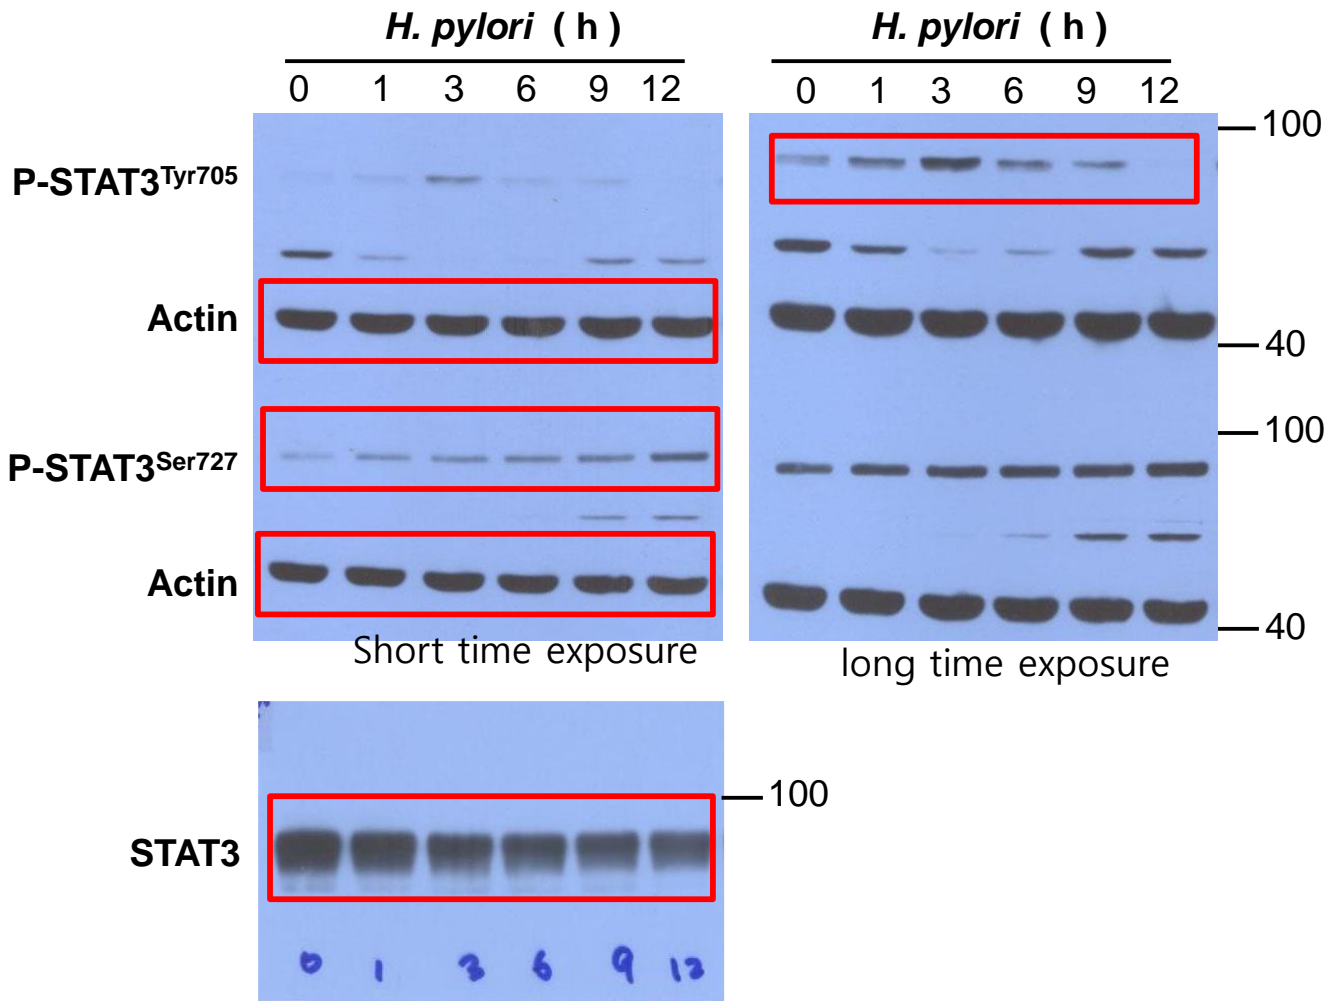 H. pylori ( h )
0 1 3 6 9 12
H. pylori ( h )
0 1 3 6 9 12
P-STAT3Tyr705
100
Actin
40
P-STAT3Ser727
100
Actin
40
Short time exposure
long time exposure
STAT3
100
0 1 3 6 9 12